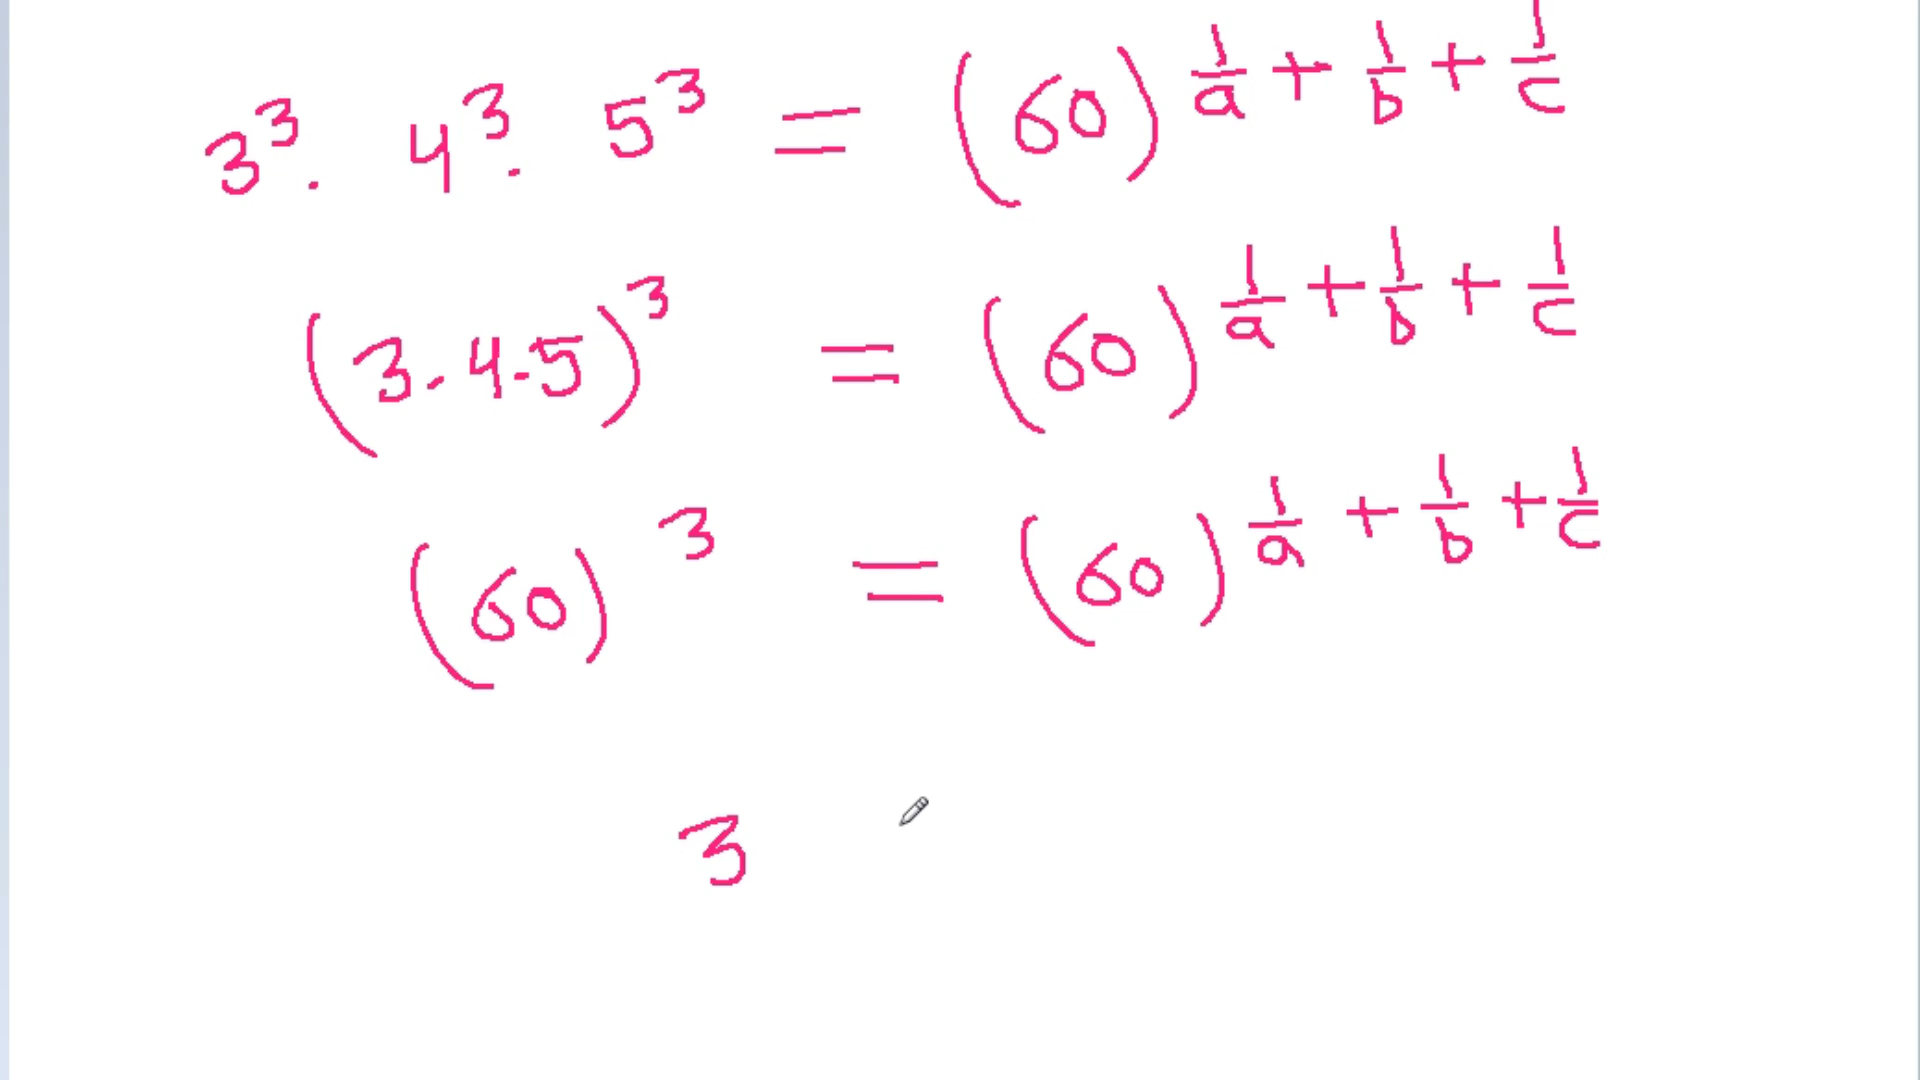 3³ . 4³ . 5³ = (60)^(1/a + 1/b + 1/c)
(3 . 4 . 5)³ = (60)^(1/a + 1/b + 1/c)
(60)³ = (60)^(1/a + 1/b + 1/c)
3